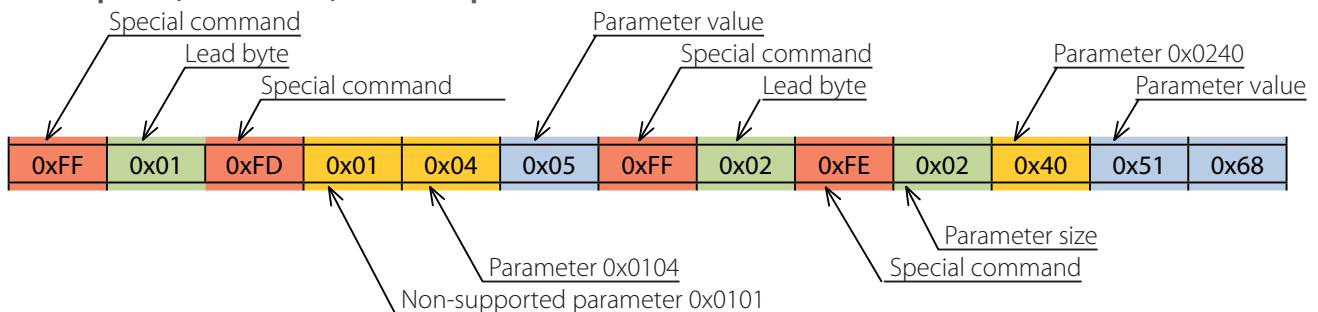 Special command
Parameter value
Lead byte
Special command
Parameter 0x0240
Special command
Lead byte
Parameter value
0xFF 0x01 0xFD 0x01 0x04 0x05 0xFF 0x02 0xFE 0x02 0x40 0x51 0x68
Parameter size
Parameter 0x0104
Special command
Non-supported parameter 0x0101